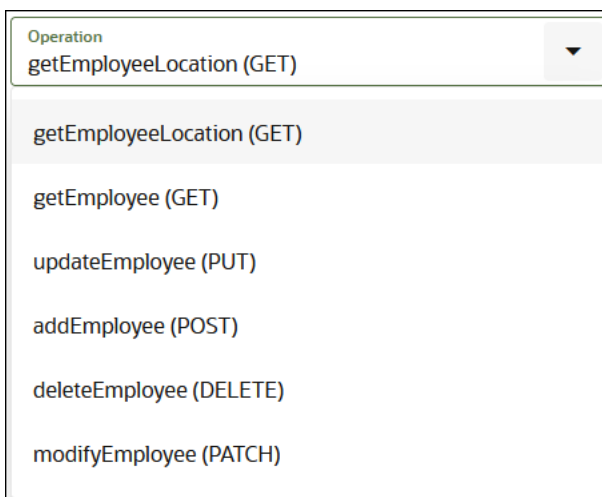 Operation
getEmployeeLocation (GET)
getEmployeeLocation (GET)
getEmployee (GET)
updateEmployee (PUT)
addEmployee (POST)
deleteEmployee (DELETE)
modifyEmployee (PATCH)